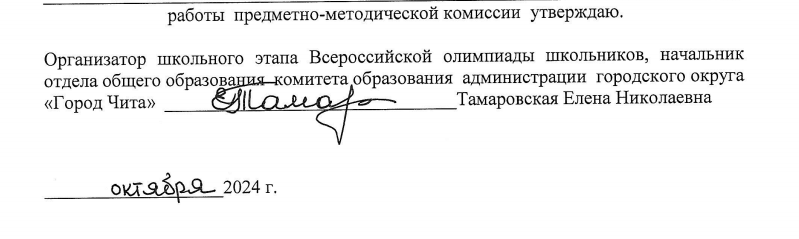 работы предметно-методической комиссии утверждаю.
Организатор школьного этапа Всероссийской олимпиады школьников, начальник
отдела общего образования комитета образования администрации городского округа
«Город Чита» ЕТамар Тамаровская Елена Николаевна
октября 2024 г.